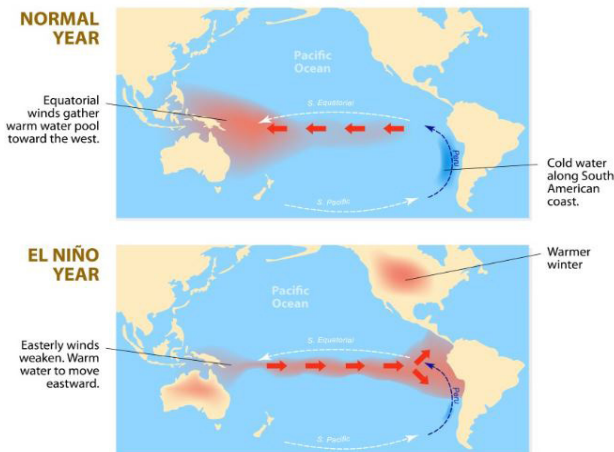 NORMAL
YEAR
Pacific
Ocean
Equatorial
winds gather
warm water pool
toward the west.
S. Equatorial
Peru
Cold water
along South
American
coast.
S. Pacific
EL NIÑO
YEAR
Warmer
winter
Pacific
Ocean
Easterly winds
weaken. Warm
water to move
eastward.
S. Equatorial
Peru
S. Pacific